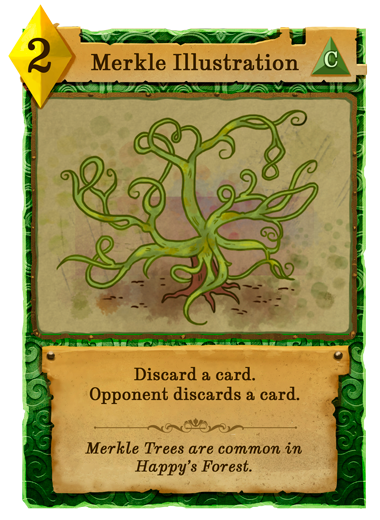 2
Merkle Illustration
C
Discard a card.
Opponent discards a card.
Merkle Trees are common in
Happy's Forest.